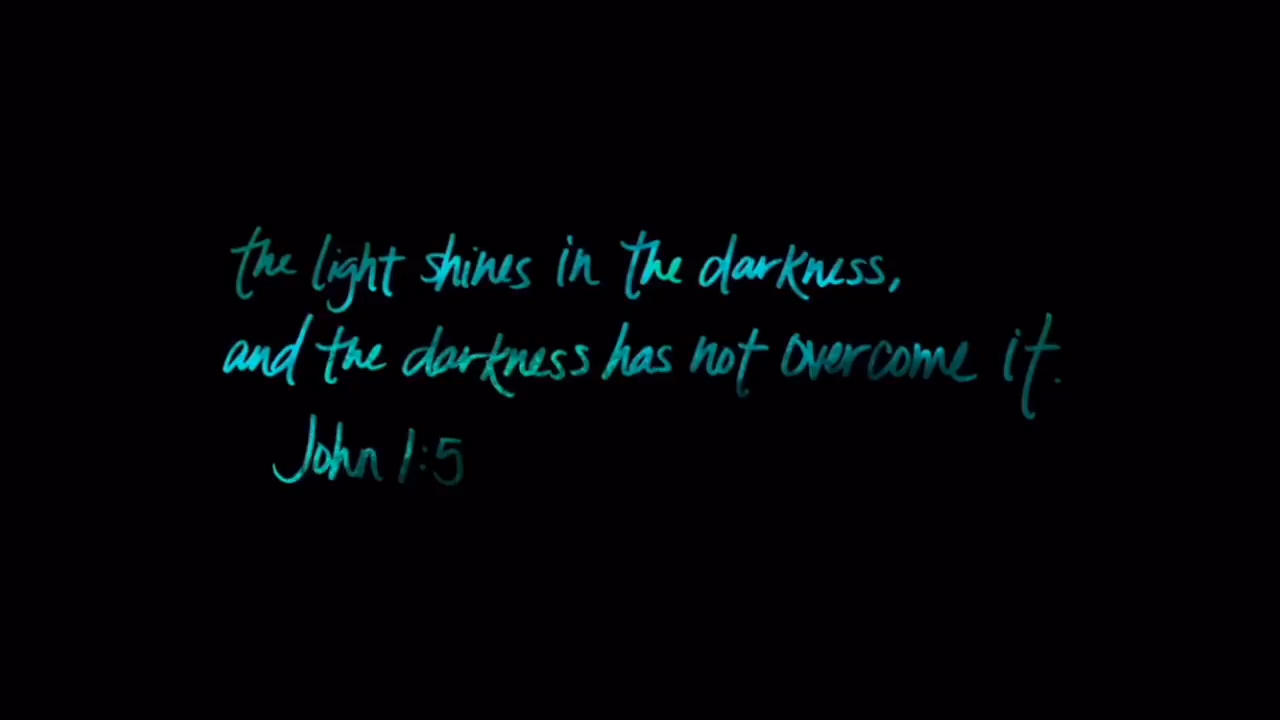 the light shines in the darkness,
and the darkness has not overcome it.
John 1:5